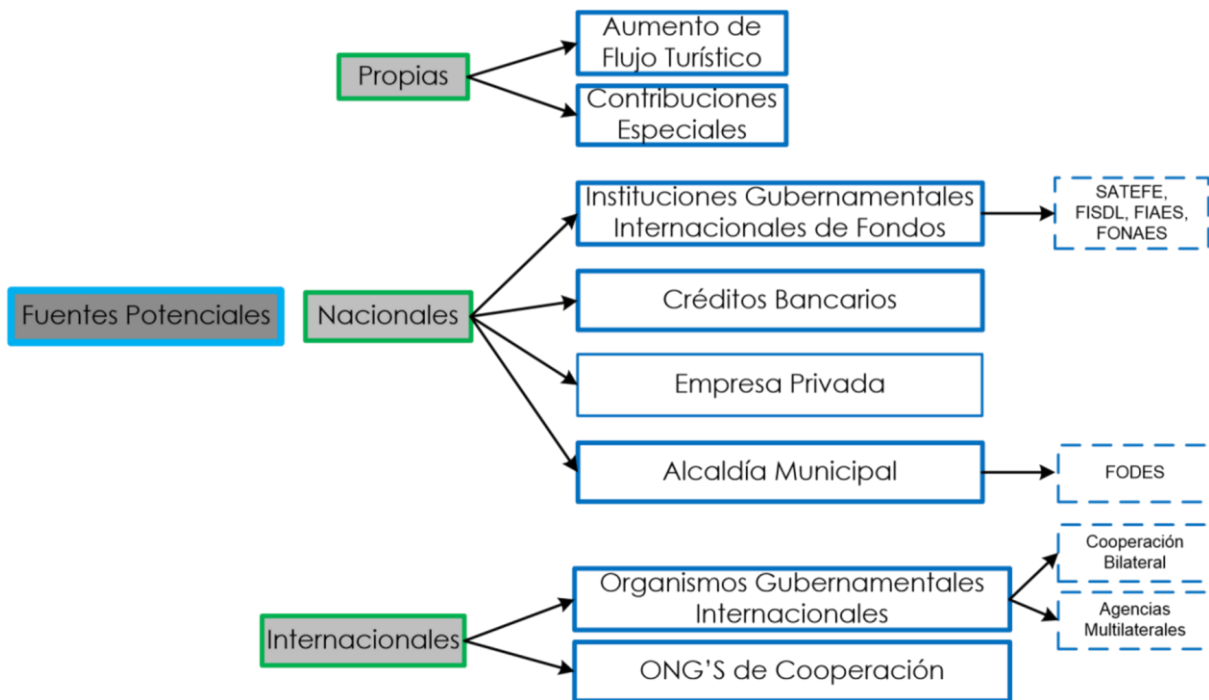 Aumento de
Flujo Turístico
Propias
Contribuciones
Especiales
Instituciones Gubernamentales
Internacionales de Fondos
SATEFE,
FISDL, FIAES,
FONAES
Fuentes Potenciales
Nacionales
Créditos Bancarios
Empresa Privada
Alcaldía Municipal
FODES
Cooperación
Bilateral
Organismos Gubernamentales
Internacionales
Agencias
Multilaterales
Internacionales
ONG'S de Cooperación